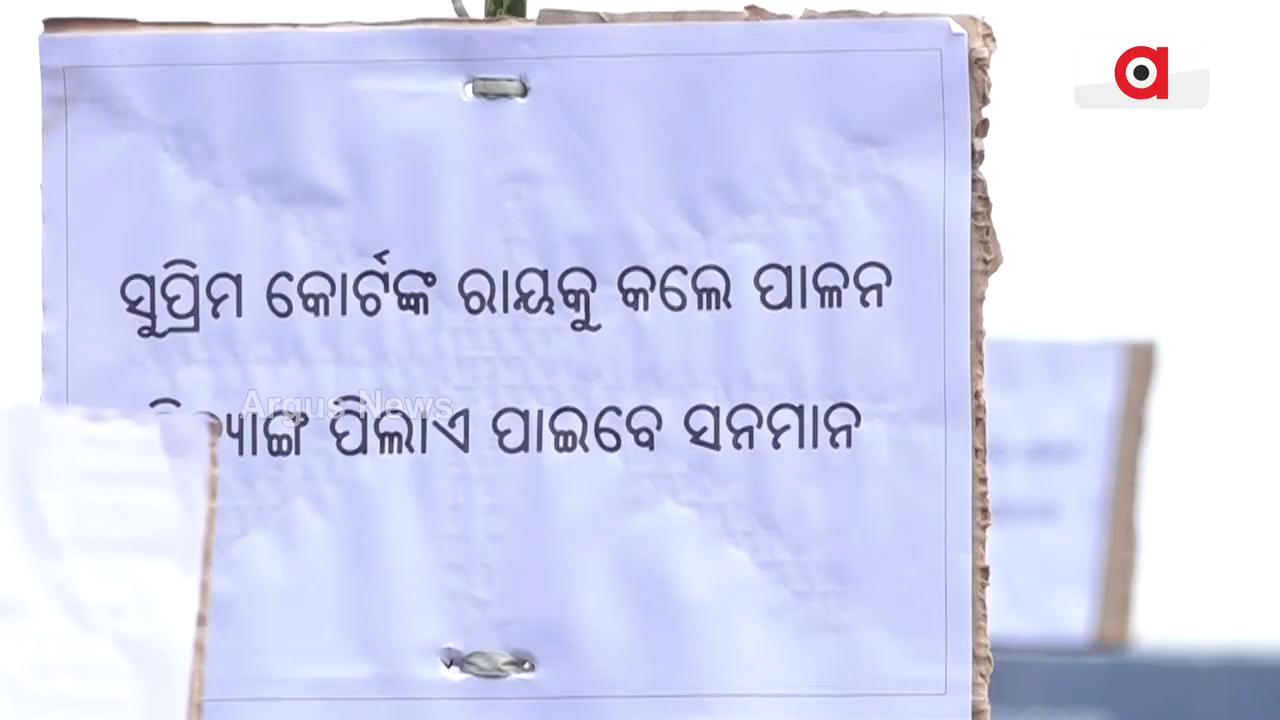 ସୁପ୍ରିମ କୋର୍ଟଙ୍କ ରାୟକୁ କଲେ ପାଳନ
ପିଲାଏ ପାଇବେ ସନମାନ
Argus News